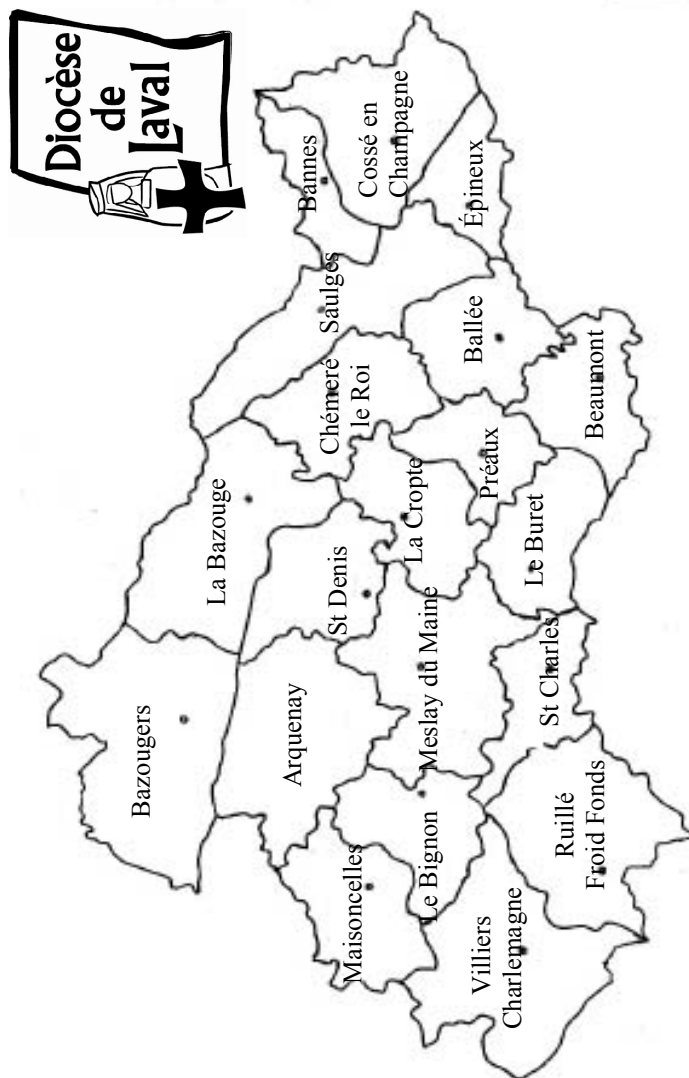 Diocèse
de
Laval
Bazougers
La Bazouge
Saulges
Bannes
Cossé en
Champagne
Épineux
Maisoncelles
Arquenay
St Denis
Chéméré
le Roi
Ballée
Le Bignon
Meslay du Maine
La Cropte
Préaux
Beaumont
Villiers
Charlemagne
Ruillé
Froid Fonds
St Charles
Le Buret